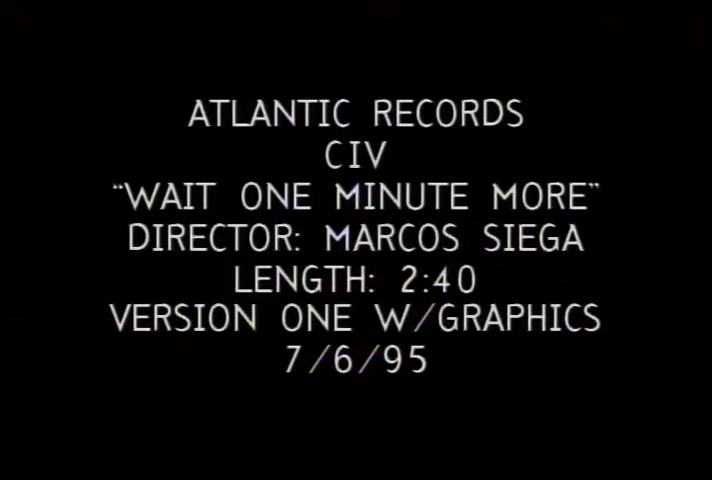 ATLANTIC RECORDS
CIV
“WAIT ONE MINUTE MORE”
DIRECTOR: MARCOS SIEGA
LENGTH: 2:40
VERSION ONE W/GRAPHICS
7/6/95